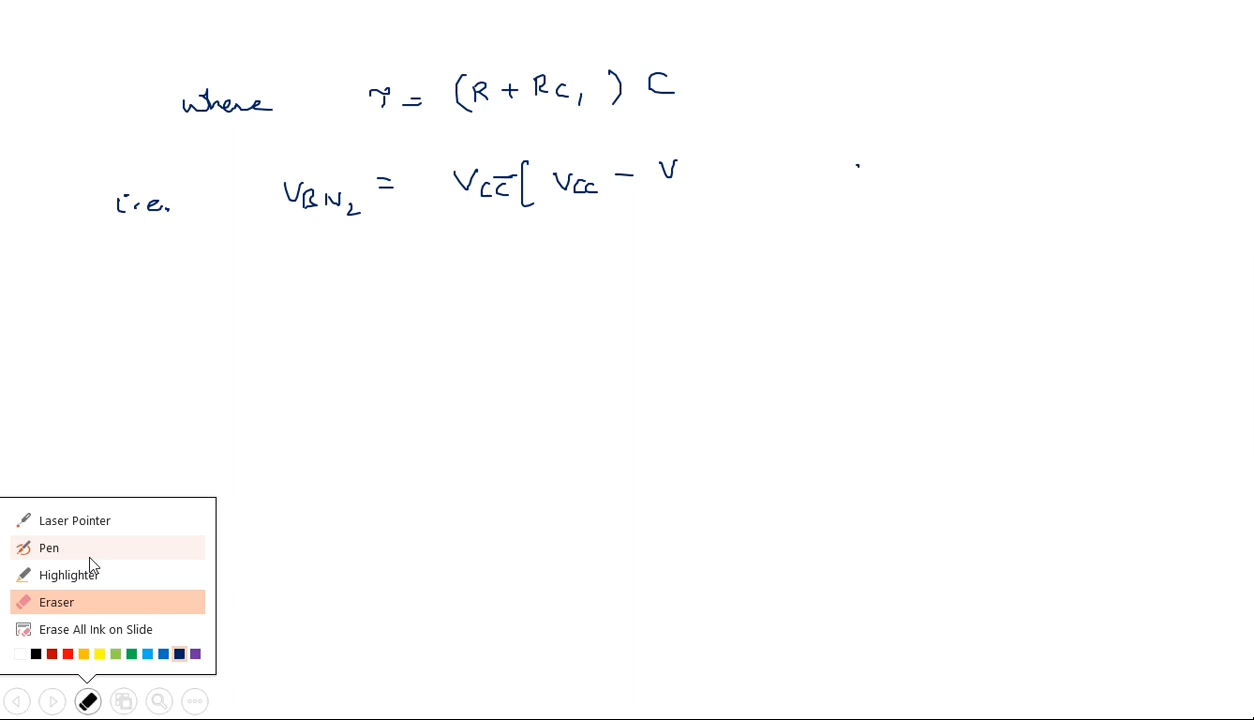 where τ = (R + RC₁) C
i.e. VBN₂ = VCC - [ VCC - V
Laser Pointer
Pen
Highlighter
Eraser
Erase All Ink on Slide